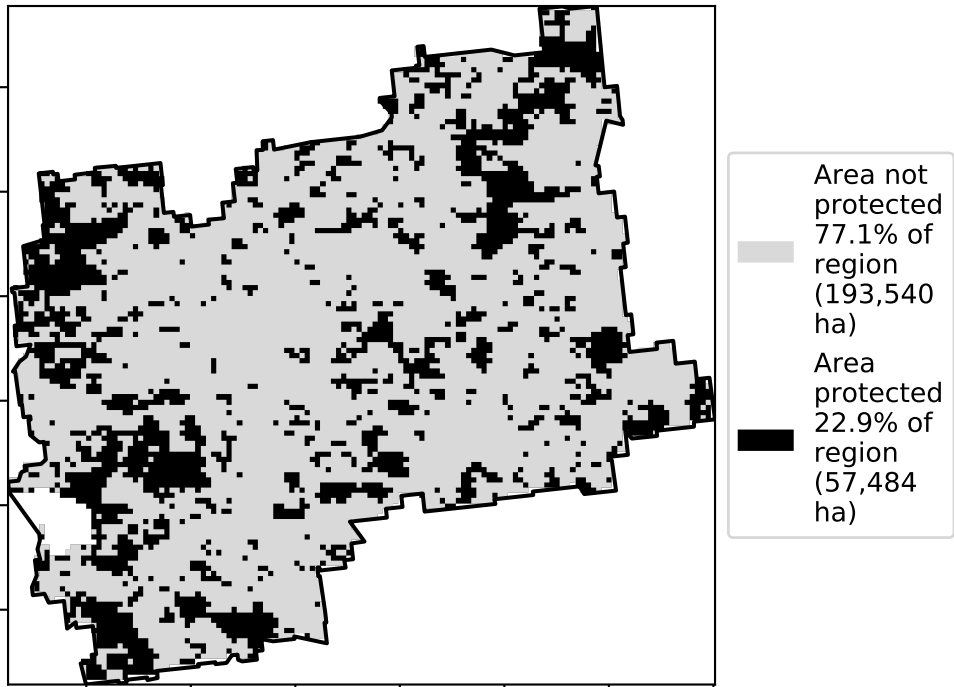 Area not
protected
77.1% of
region
(193,540
ha)
Area
protected
22.9% of
region
(57,484
ha)